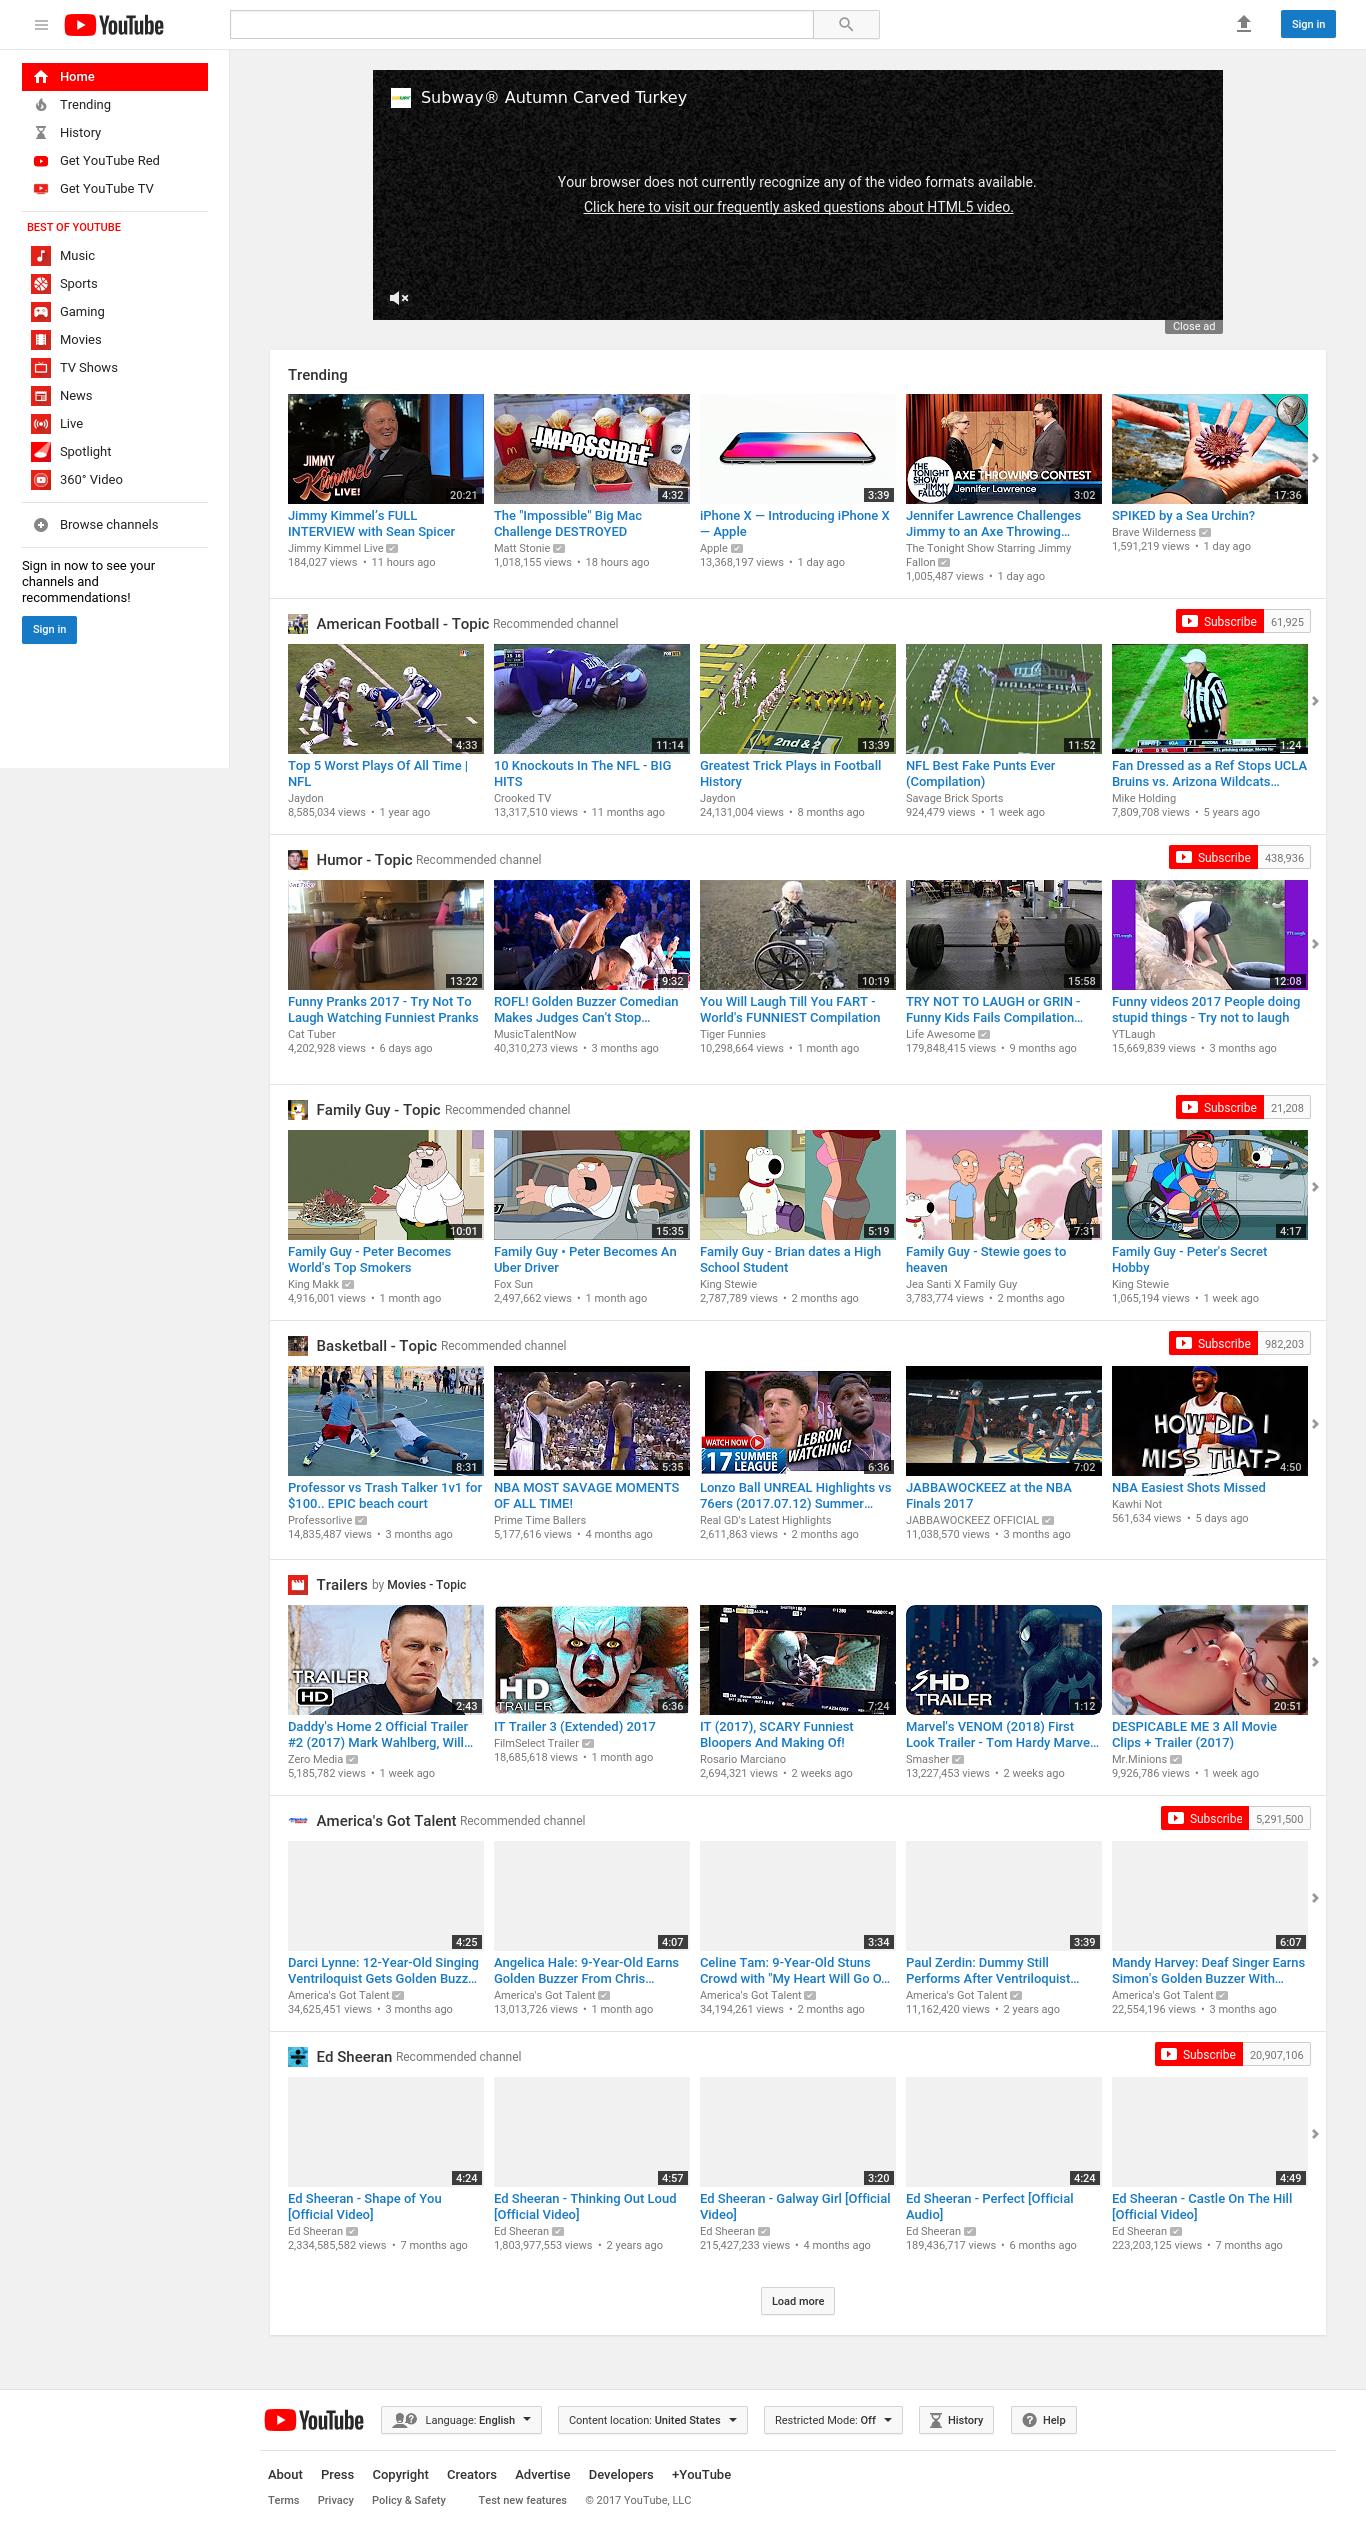 YouTube
Sign in
Home
Trending
History
Get YouTube Red
Get YouTube TV
BEST OF YOUTUBE
Music
Sports
Gaming
Movies
TV Shows
News
Live
Spotlight
360° Video
Browse channels
Sign in now to see your
channels and
recommendations!
Sign in
Subway® Autumn Carved Turkey
Your browser does not currently recognize any of the video formats available.
Click here to visit our frequently asked questions about HTML5 video.
Close ad
Trending
JIMMY Kimmel LIVE! 20:21
IMPOSSIBLE 4:32
3:39
THE TONIGHT SHOW JIMMY FALLON AXE THROWING CONTEST Jennifer Lawrence 3:02
17:36
Jimmy Kimmel's FULL
INTERVIEW with Sean Spicer
Jimmy Kimmel Live
184,027 views • 11 hours ago
The "Impossible" Big Mac
Challenge DESTROYED
Matt Stonie
1,018,155 views • 18 hours ago
iPhone X — Introducing iPhone X
— Apple
Apple
13,368,197 views • 1 day ago
Jennifer Lawrence Challenges
Jimmy to an Axe Throwing...
The Tonight Show Starring Jimmy
Fallon
1,005,487 views • 1 day ago
SPIKED by a Sea Urchin?
Brave Wilderness
1,591,219 views • 1 day ago
American Football - Topic Recommended channel
Subscribe 61,925
4:33
11:14
2nd & 2 13:39
11:52
1:24
Top 5 Worst Plays Of All Time |
NFL
Jaydon
8,585,034 views • 1 year ago
10 Knockouts In The NFL - BIG
HITS
Crooked TV
13,317,510 views • 11 months ago
Greatest Trick Plays in Football
History
Jaydon
24,131,004 views • 8 months ago
NFL Best Fake Punts Ever
(Compilation)
Savage Brick Sports
924,479 views • 1 week ago
Fan Dressed as a Ref Stops UCLA
Bruins vs. Arizona Wildcats...
Mike Holding
7,809,708 views • 5 years ago
Humor - Topic Recommended channel
Subscribe 438,936
Cat Tuber 13:22
9:32
10:19
15:58
YTLaugh YTLaugh 12:08
Funny Pranks 2017 - Try Not To
Laugh Watching Funniest Pranks
Cat Tuber
4,202,928 views • 6 days ago
ROFL! Golden Buzzer Comedian
Makes Judges Can't Stop...
MusicTalentNow
40,310,273 views • 3 months ago
You Will Laugh Till You FART -
World's FUNNIEST Compilation
Tiger Funnies
10,298,664 views • 1 month ago
TRY NOT TO LAUGH or GRIN -
Funny Kids Fails Compilation...
Life Awesome
179,848,415 views • 9 months ago
Funny videos 2017 People doing
stupid things - Try not to laugh
YTLaugh
15,669,839 views • 3 months ago
Family Guy - Topic Recommended channel
Subscribe 21,208
10:01
15:35
5:19
7:31
4:17
Family Guy - Peter Becomes
World's Top Smokers
King Makk
4,916,001 views • 1 month ago
Family Guy • Peter Becomes An
Uber Driver
Fox Sun
2,497,662 views • 1 month ago
Family Guy - Brian dates a High
School Student
King Stewie
2,787,789 views • 2 months ago
Family Guy - Stewie goes to
heaven
Jea Santi X Family Guy
3,783,774 views • 2 months ago
Family Guy - Peter's Secret
Hobby
King Stewie
1,065,194 views • 1 week ago
Basketball - Topic Recommended channel
Subscribe 982,203
8:31
5:35
WATCH NOW 17 SUMMER LEAGUE LEBRON WATCHING! 6:36
7:02
HOW DID I MISS THAT? 4:50
Professor vs Trash Talker 1v1 for
$100.. EPIC beach court
Professorlive
14,835,487 views • 3 months ago
NBA MOST SAVAGE MOMENTS
OF ALL TIME!
Prime Time Ballers
5,177,616 views • 4 months ago
Lonzo Ball UNREAL Highlights vs
76ers (2017.07.12) Summer...
Real GD's Latest Highlights
2,611,863 views • 2 months ago
JABBAWOCKEEZ at the NBA
Finals 2017
JABBAWOCKEEZ OFFICIAL
11,038,570 views • 3 months ago
NBA Easiest Shots Missed
Kawhi Not
561,634 views • 5 days ago
Trailers by Movies - Topic
TRAILER HD 2:43
HD TRAILER 6:36
7:24
HD TRAILER 1:12
20:51
Daddy's Home 2 Official Trailer
#2 (2017) Mark Wahlberg, Will...
Zero Media
5,185,782 views • 1 week ago
IT Trailer 3 (Extended) 2017
FilmSelect Trailer
18,685,618 views • 1 month ago
IT (2017), SCARY Funniest
Bloopers And Making Of!
Rosario Marciano
2,694,321 views • 2 weeks ago
Marvel's VENOM (2018) First
Look Trailer - Tom Hardy Marve...
Smasher
13,227,453 views • 2 weeks ago
DESPICABLE ME 3 All Movie
Clips + Trailer (2017)
Mr.Minions
9,926,786 views • 1 week ago
America's Got Talent Recommended channel
Subscribe 5,291,500
4:25
4:07
3:34
3:39
6:07
Darci Lynne: 12-Year-Old Singing
Ventriloquist Gets Golden Buzz...
America's Got Talent
34,625,451 views • 3 months ago
Angelica Hale: 9-Year-Old Earns
Golden Buzzer From Chris...
America's Got Talent
13,013,726 views • 1 month ago
Celine Tam: 9-Year-Old Stuns
Crowd with "My Heart Will Go O...
America's Got Talent
34,194,261 views • 2 months ago
Paul Zerdin: Dummy Still
Performs After Ventriloquist...
America's Got Talent
11,162,420 views • 2 years ago
Mandy Harvey: Deaf Singer Earns
Simon's Golden Buzzer With...
America's Got Talent
22,554,196 views • 3 months ago
Ed Sheeran Recommended channel
Subscribe 20,907,106
4:24
4:57
3:20
4:24
4:49
Ed Sheeran - Shape of You
[Official Video]
Ed Sheeran
2,334,585,582 views • 7 months ago
Ed Sheeran - Thinking Out Loud
[Official Video]
Ed Sheeran
1,803,977,553 views • 2 years ago
Ed Sheeran - Galway Girl [Official
Video]
Ed Sheeran
215,427,233 views • 4 months ago
Ed Sheeran - Perfect [Official
Audio]
Ed Sheeran
189,436,717 views • 6 months ago
Ed Sheeran - Castle On The Hill
[Official Video]
Ed Sheeran
223,203,125 views • 7 months ago
Load more
YouTube Language: English Content location: United States Restricted Mode: Off History Help
About Press Copyright Creators Advertise Developers +YouTube
Terms Privacy Policy & Safety Test new features © 2017 YouTube, LLC